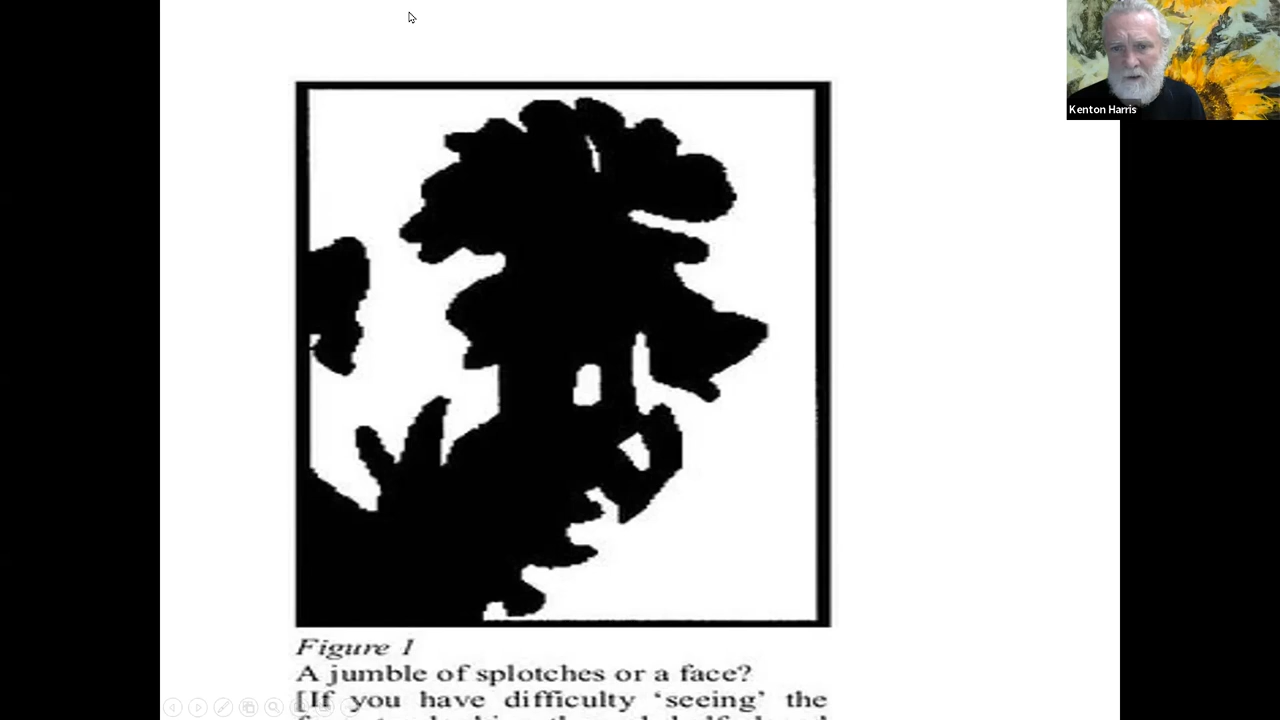 Kenton Harris
Figure 1
A jumble of splotches or a face?
[If you have difficulty ‘seeing’ the